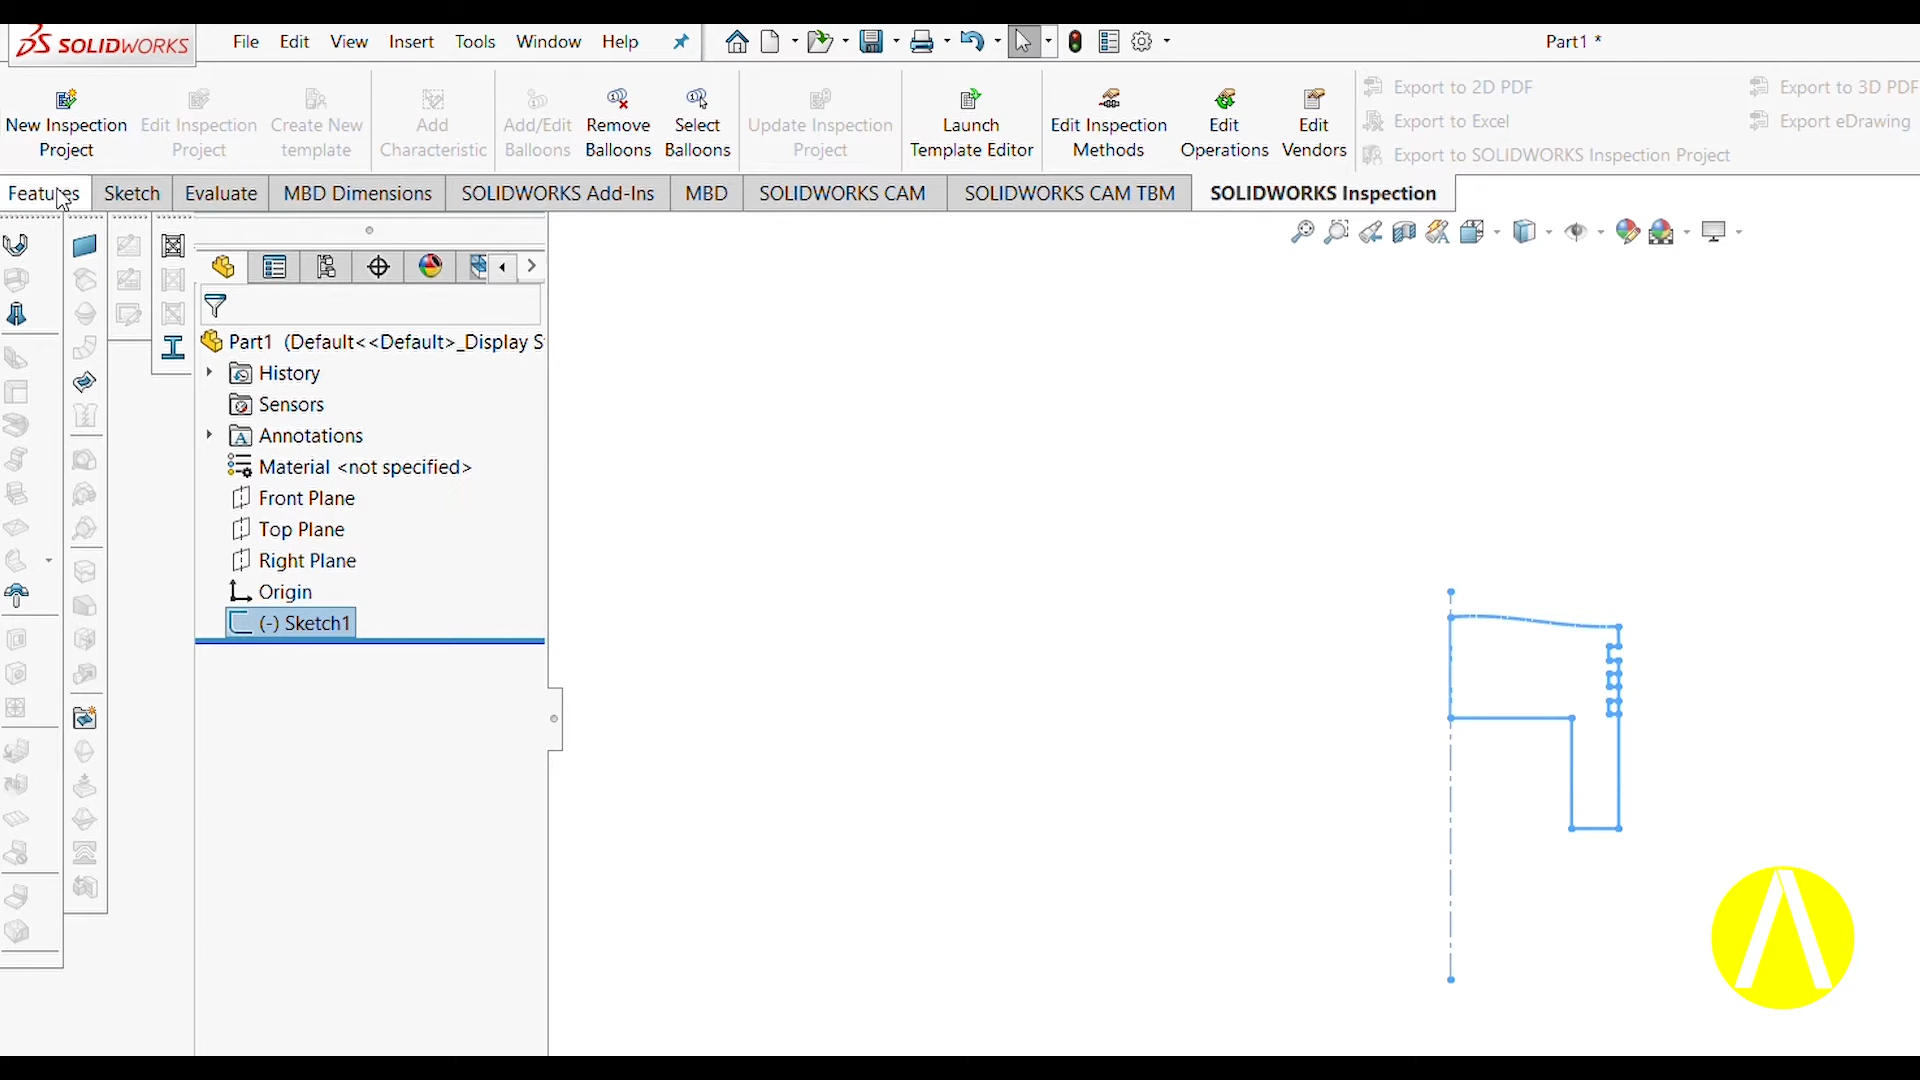 SOLIDWORKS File Edit View Insert Tools Window Help Part1 *
New Inspection Project
Edit Inspection Project
Create New template
Add Characteristic
Add/Edit Balloons
Remove Balloons
Select Balloons
Update Inspection Project
Launch Template Editor
Edit Inspection Methods
Edit Operations
Edit Vendors
Export to 2D PDF
Export to Excel
Export to SOLIDWORKS Inspection Project
Export to 3D PDF
Export eDrawing
Features Sketch Evaluate MBD Dimensions SOLIDWORKS Add-Ins MBD SOLIDWORKS CAM SOLIDWORKS CAM TBM SOLIDWORKS Inspection
Part1 (Default<<Default>_Display S
History
Sensors
Annotations
Material <not specified>
Front Plane
Top Plane
Right Plane
Origin
(-) Sketch1